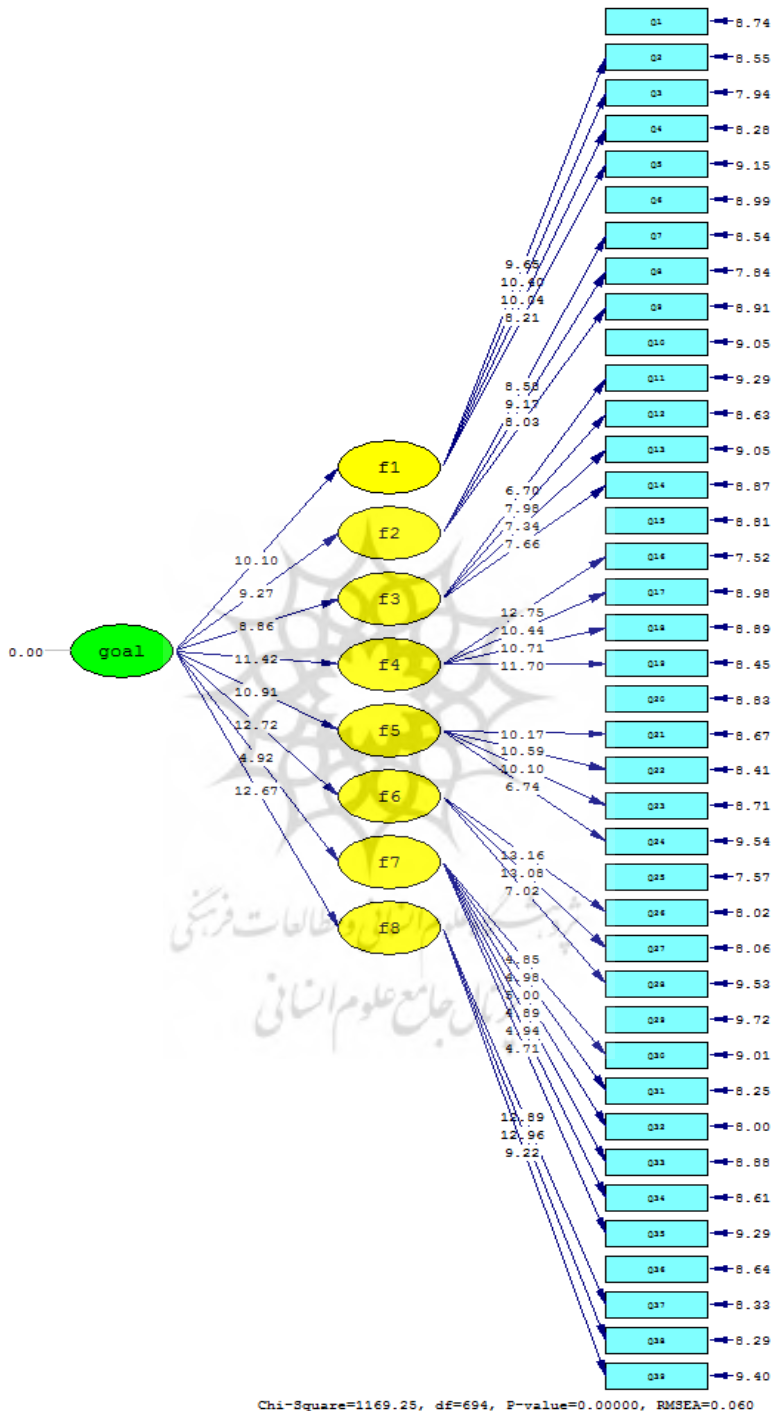 Q1 8.74
Q2 8.55
Q3 7.94
Q4 8.28
Q5 9.15
Q6 8.99
Q7 8.54
Q8 7.84
Q9 8.91
Q10 9.05
Q11 9.29
Q12 8.63
Q13 9.05
Q14 8.87
Q15 8.81
Q16 7.52
Q17 8.98
Q18 8.89
Q19 8.45
Q20 8.83
Q21 8.67
Q22 8.41
Q23 8.71
Q24 9.54
Q25 7.57
Q26 8.02
Q27 8.06
Q28 9.53
Q29 9.72
Q30 9.01
Q31 8.25
Q32 8.00
Q33 8.88
Q34 8.61
Q35 9.29
Q36 8.64
Q37 8.33
Q38 8.29
Q39 9.40
9.65
10.40
10.04
8.21
8.58
9.17
8.03
6.70
7.98
7.34
7.66
12.75
10.44
10.71
11.70
10.17
10.59
10.10
6.74
13.16
13.08
7.02
4.85
4.98
5.00
4.89
4.94
4.71
12.89
12.96
9.22
f1
f2
f3
f4
f5
f6
f7
f8
10.10
9.27
8.86
11.42
10.91
12.72
4.92
12.67
0.00 goal
پژوهشگاه علوم انسانی و مطالعات فرهنگی
پرتال جامع علوم انسانی
Chi-Square=1169.25, df=694, P-value=0.00000, RMSEA=0.060